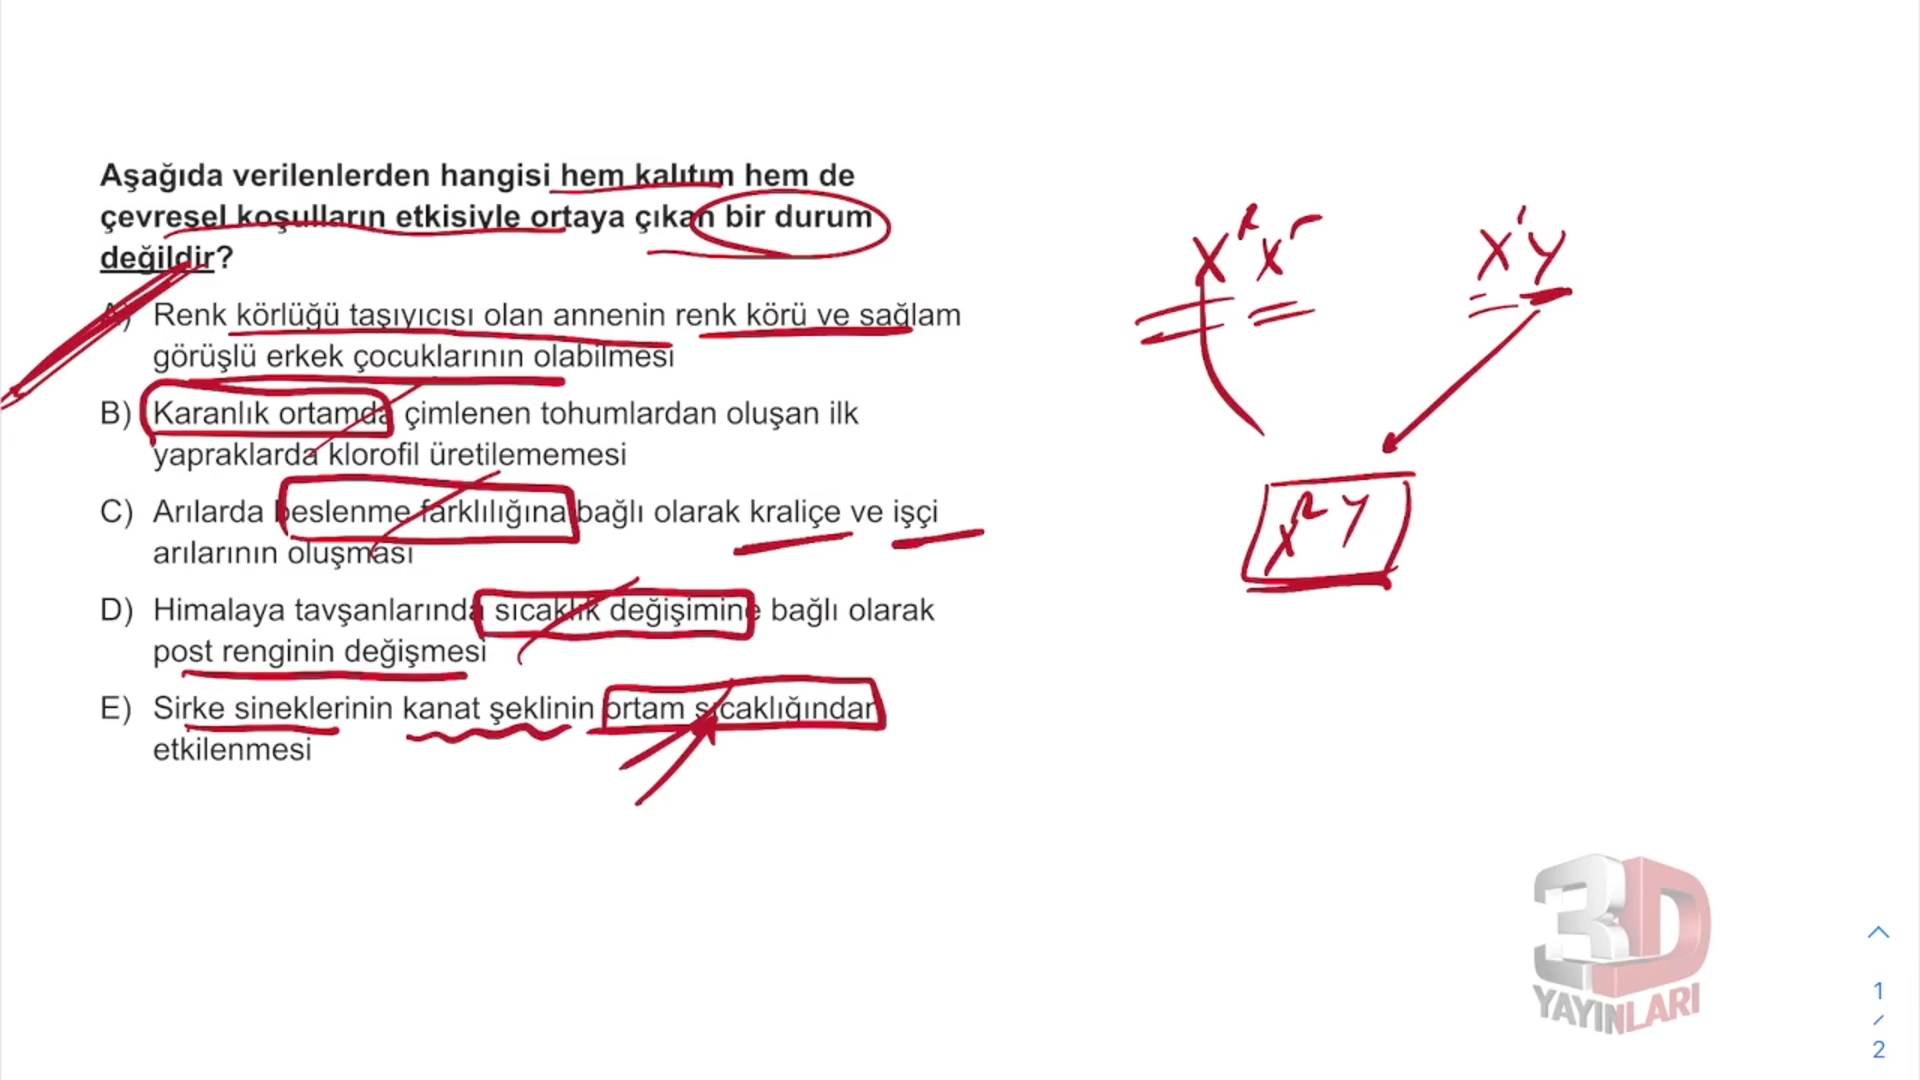 Aşağıda verilenlerden hangisi hem kalıtım hem de
çevresel koşulların etkisiyle ortaya çıkan bir durum
değildir?
A) Renk körlüğü taşıyıcısı olan annenin renk körü ve sağlam
görüşlü erkek çocuklarının olabilmesi
B) Karanlık ortamda çimlenen tohumlardan oluşan ilk
yapraklarda klorofil üretilememesi
C) Arılarda beslenme farklılığına bağlı olarak kraliçe ve işçi
arılarının oluşması
D) Himalaya tavşanlarında sıcaklık değişimine bağlı olarak
post renginin değişmesi
E) Sirke sineklerinin kanat şeklinin ortam sıcaklığından
etkilenmesi
X^R X^r
X^r Y
X^R Y
3D
YAYINLARI
1
/
2